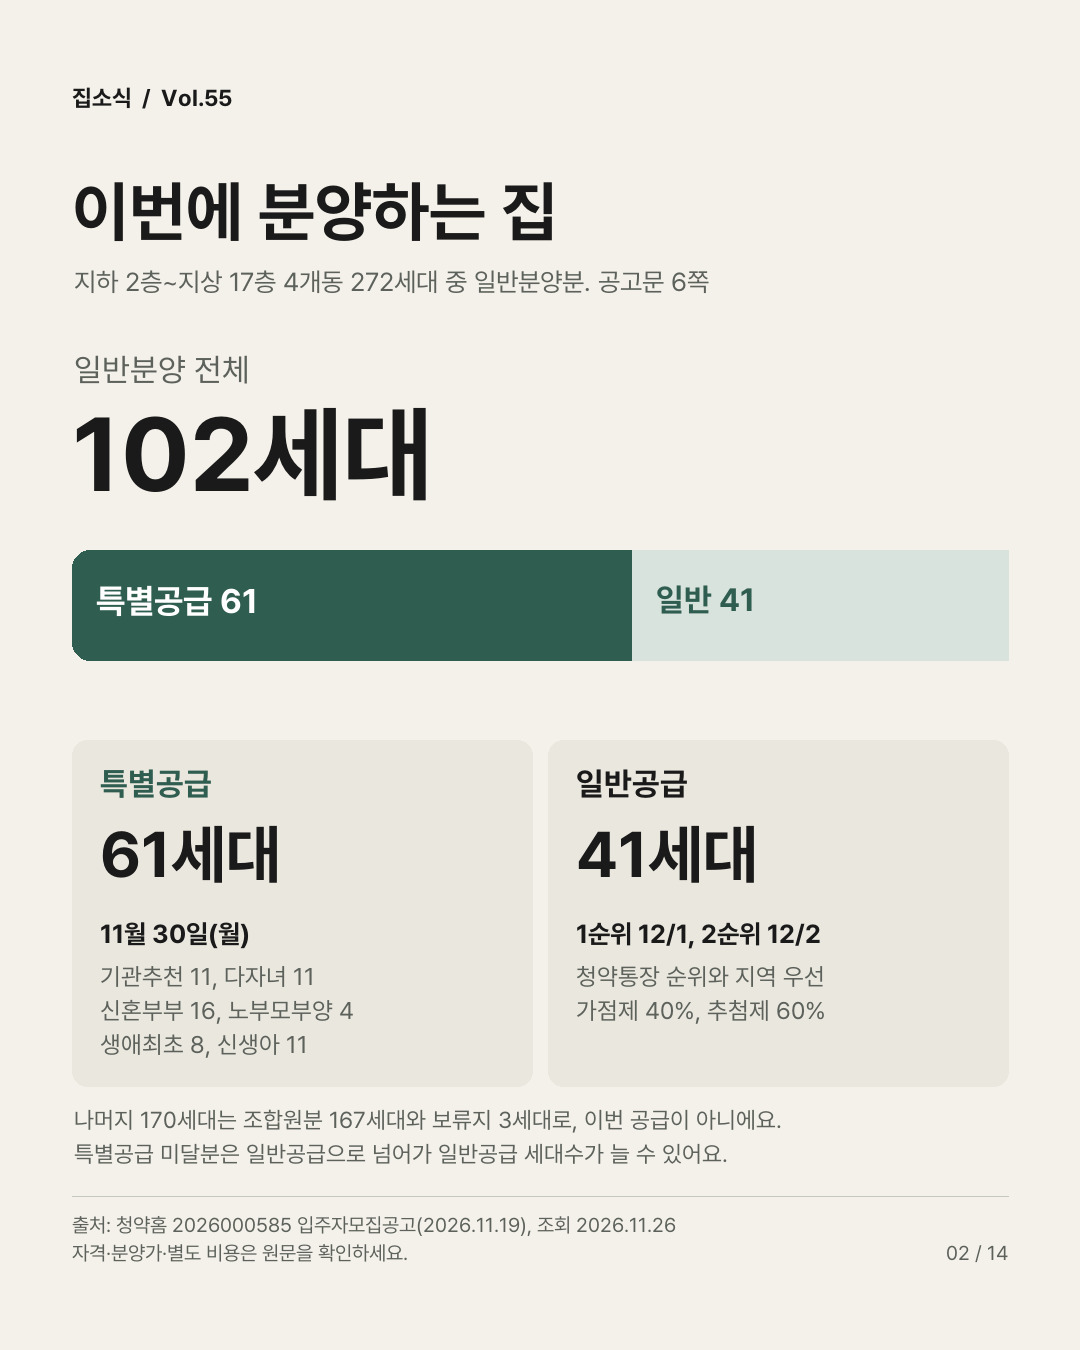 집소식 / Vol.55
이번에 분양하는 집
지하 2층~지상 17층 4개동 272세대 중 일반분양분. 공고문 6쪽
일반분양 전체
102세대
특별공급 61
일반 41
특별공급
61세대
11월 30일(월)
기관추천 11, 다자녀 11
신혼부부 16, 노부모부양 4
생애최초 8, 신생아 11
일반공급
41세대
1순위 12/1, 2순위 12/2
청약통장 순위와 지역 우선
가점제 40%, 추첨제 60%
나머지 170세대는 조합원분 167세대와 보류지 3세대로, 이번 공급이 아니에요.
특별공급 미달분은 일반공급으로 넘어가 일반공급 세대수가 늘 수 있어요.
출처: 청약홈 2026000585 입주자모집공고(2026.11.19), 조회 2026.11.26
자격·분양가·별도 비용은 원문을 확인하세요.
02 / 14